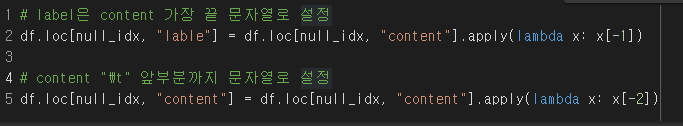 1 # label은 content 가장 끝 문자열로 설정
2 df.loc[null_idx, "lable"] = df.loc[null_idx, "content"].apply(lambda x: x[-1])
3
4 # content "₩t" 앞부분까지 문자열로 설정
5 df.loc[null_idx, "content"] = df.loc[null_idx, "content"].apply(lambda x: x[-2])